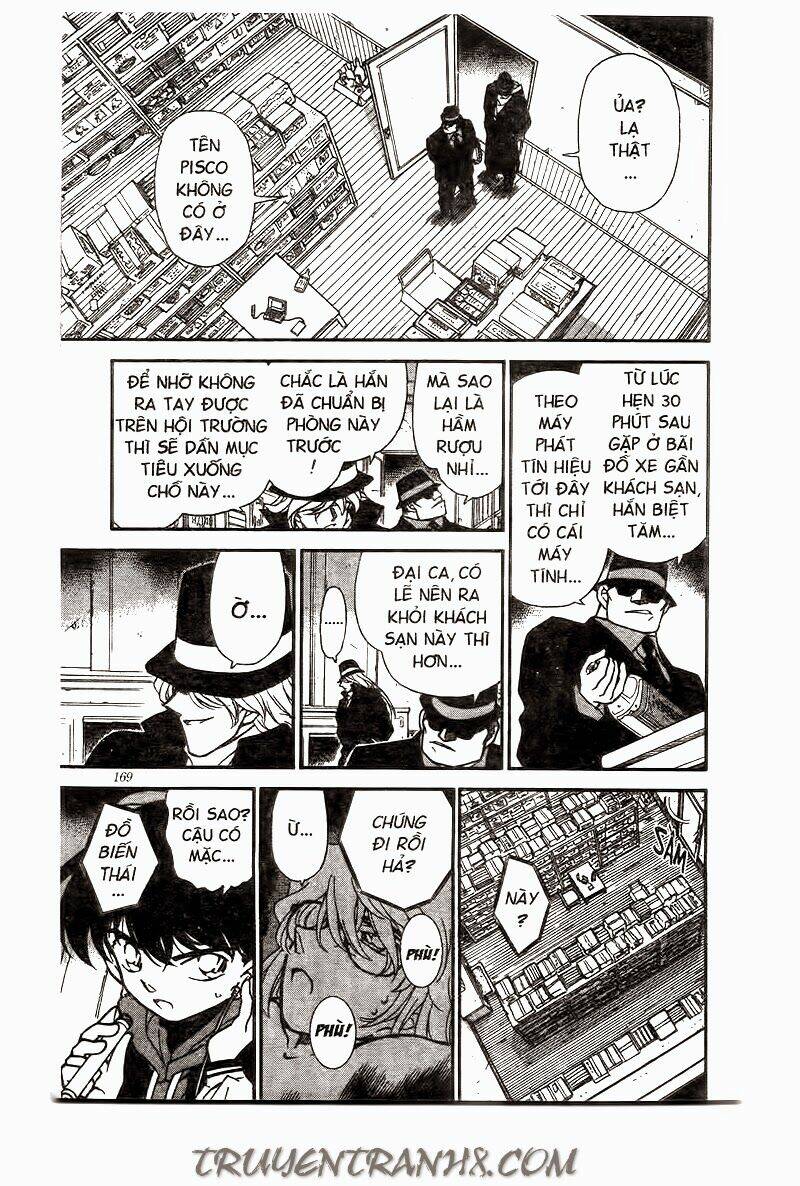 ỦA?
LẠ
THẬT
...
TÊN
PISCO
KHÔNG
CÓ Ở
ĐÂY...
TỪ LÚC
HẸN 30
PHÚT SAU
GẶP Ở BÃI
ĐỖ XE GẦN
KHÁCH SẠN,
HẮN BIỆT
TĂM...
THEO
MÁY
PHÁT
TÍN HIỆU
TỚI ĐÂY
THÌ CHỈ
CÓ CÁI
MÁY
TÍNH...
MÀ SAO
LẠI LÀ
HẦM
RƯỢU
NHỈ...
CHẮC LÀ HẮN
ĐÃ CHUẨN BỊ
PHÒNG NÀY
TRƯỚC
!
ĐỂ NHỠ KHÔNG
RA TAY ĐƯỢC
TRÊN HỘI TRƯỜNG
THÌ SẼ DẪN MỤC
TIÊU XUỐNG
CHỖ NÀY...
ĐẠI CA, CÓ
LẼ NÊN RA
KHỎI KHÁCH
SẠN NÀY THÌ
HƠN...
......
Ờ...
169
SẦM
NÀY
?
CHÚNG
ĐI RỒI
HẢ?
Ừ...
PHÙ!
PHÙ!
RỒI SAO?
CẬU CÓ
MẶC...
ĐỒ
BIẾN
THÁI
...
TRUYENTRANH8.COM